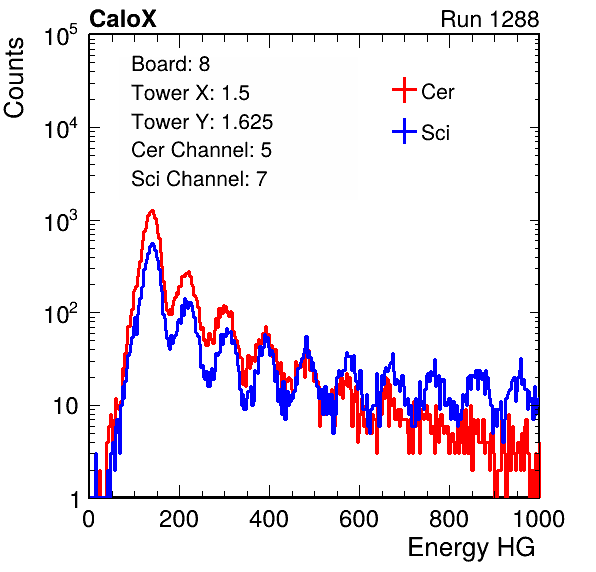 CaloX Run 1288
Counts
10^5
10^4
10^3
10^2
10
1
Board: 8
Tower X: 1.5
Tower Y: 1.625
Cer Channel: 5
Sci Channel: 7
Cer
Sci
0 200 400 600 800 1000
Energy HG